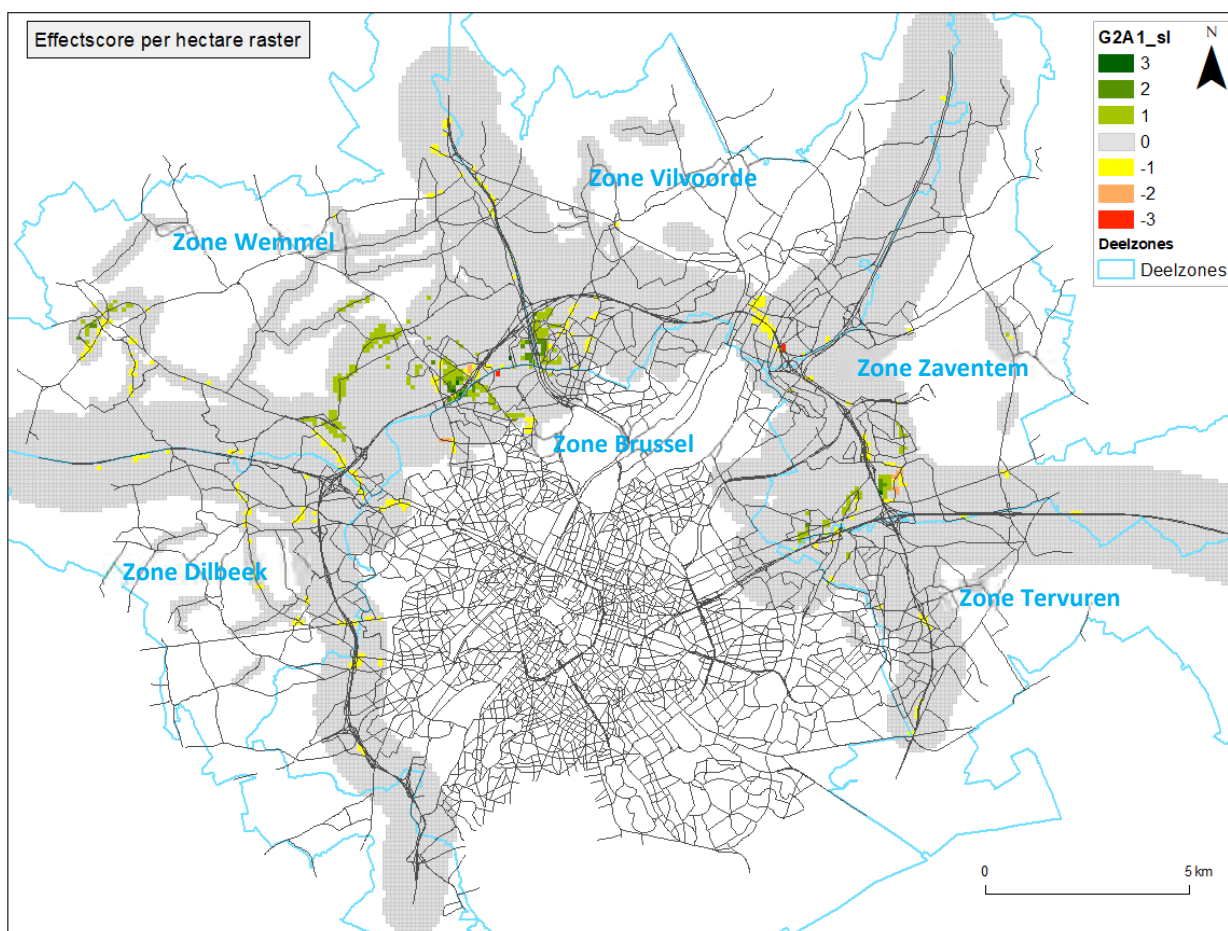 Effectscore per hectare raster
G2A1_sl
N
3
2
1
0
-1
-2
-3
Deelzones
Deelzones
Zone Vilvoorde
Zone Wemmel
Zone Zaventem
Zone Brussel
Zone Dilbeek
Zone Tervuren
0 5 km